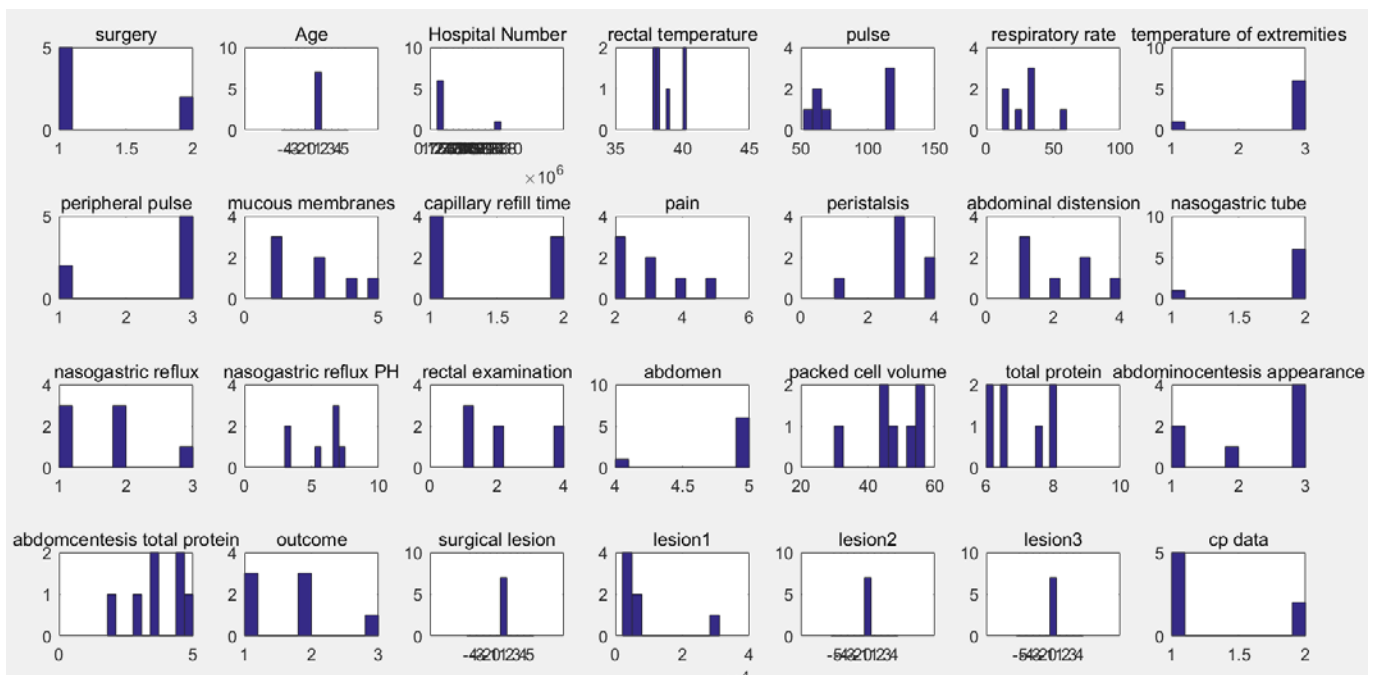 surgery Age Hospital Number rectal temperature pulse respiratory rate temperature of extremities
5 10 10 2 4 4 10
5 5 1 2 2 5
0 0 0 0 0 0 0
1 1.5 2 35 40 45 50 100 150 0 50 100 1 2 3
×10⁶
peripheral pulse mucous membranes capillary refill time pain peristalsis abdominal distension nasogastric tube
5 4 4 4 4 4 10
2 2 2 2 2 5
0 0 0 0 0 0 0
1 2 3 0 5 1 1.5 2 2 4 6 0 2 4 0 2 4 1 1.5 2
nasogastric reflux nasogastric reflux PH rectal examination abdomen packed cell volume total protein abdominocentesis appearance
4 4 4 10 2 2 4
2 2 2 5 1 1 2
0 0 0 0 0 0 0
1 2 3 0 5 10 0 2 4 4 4.5 5 20 40 60 6 8 10 1 2 3
abdomcentesis total protein outcome surgical lesion lesion1 lesion2 lesion3 cp data
2 4 10 4 10 10 5
1 2 5 2 5 5
0 0 0 0 0 0 0
0 5 1 2 3 0 2 4 1 1.5 2